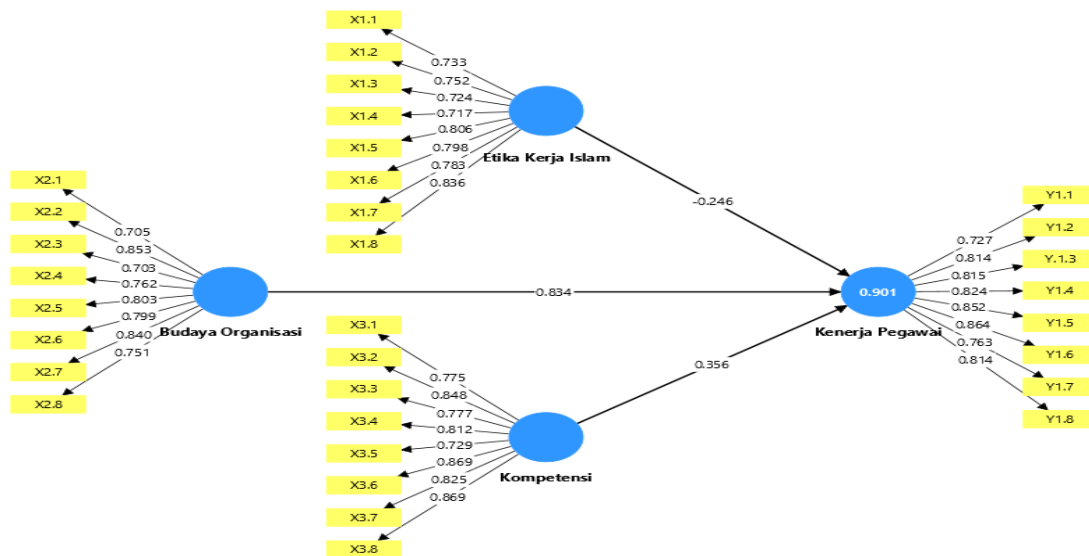 X1.1
X1.2
X1.3
X1.4
X1.5
X1.6
X1.7
X1.8
0.733
0.752
0.724
0.717
0.806
0.798
0.783
0.836
Etika Kerja Islam
-0.246
X2.1
X2.2
X2.3
X2.4
X2.5
X2.6
X2.7
X2.8
0.705
0.853
0.703
0.762
0.803
0.799
0.840
0.751
Budaya Organisasi
0.834
X3.1
X3.2
X3.3
X3.4
X3.5
X3.6
X3.7
X3.8
0.775
0.848
0.777
0.812
0.729
0.869
0.825
0.869
Kompetensi
0.356
0.901
Kenerja Pegawai
0.727
0.814
0.815
0.824
0.852
0.864
0.763
0.814
Y1.1
Y1.2
Y.1.3
Y1.4
Y1.5
Y1.6
Y1.7
Y1.8